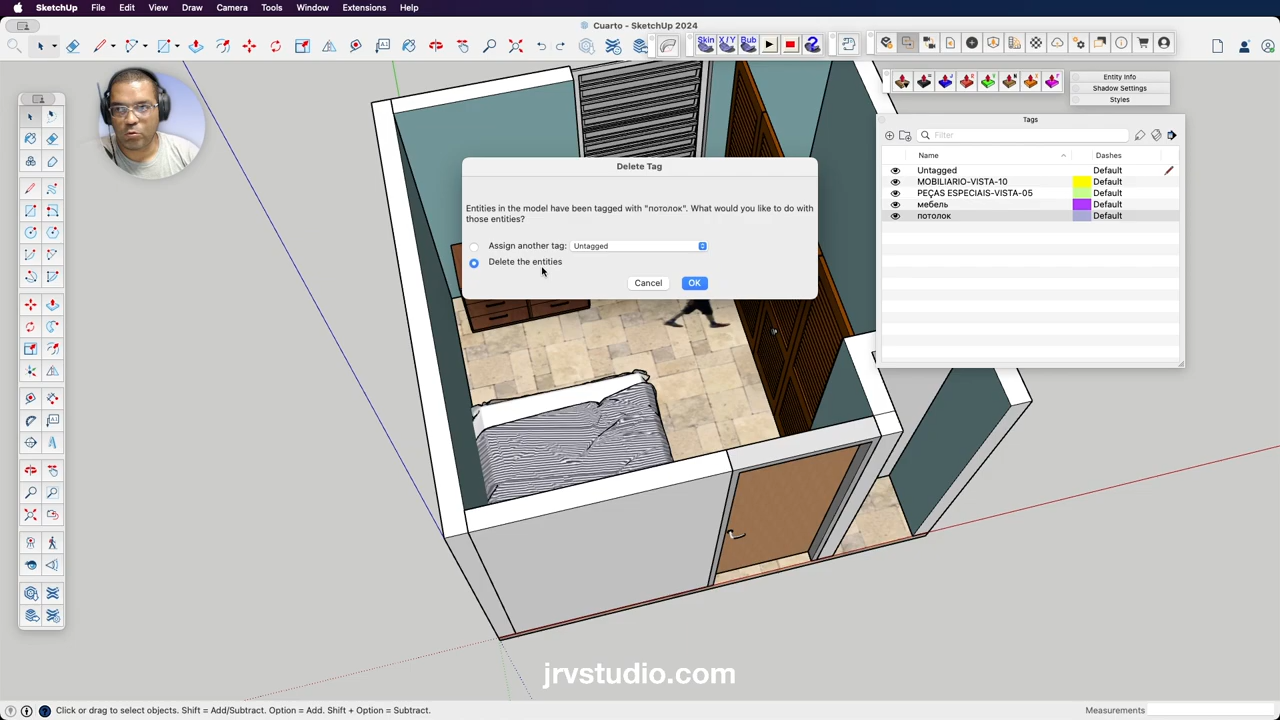 SketchUp File Edit View Draw Camera Tools Window Extensions Help
Cuarto - SketchUp 2024
Skin X/Y Bub
Entity Info
Shadow Settings
Styles
Tags
Filter
Name Dashes
Untagged Default
MOBILIARIO-VISTA-10 Default
PEÇAS ESPECIAIS-VISTA-05 Default
мебель Default
потолок Default
Delete Tag
Entities in the model have been tagged with "потолок". What would you like to do with
those entities?
Assign another tag: Untagged
Delete the entities
Cancel OK
jrvstudio.com
Click or drag to select objects. Shift = Add/Subtract. Option = Add. Shift + Option = Subtract.
Measurements